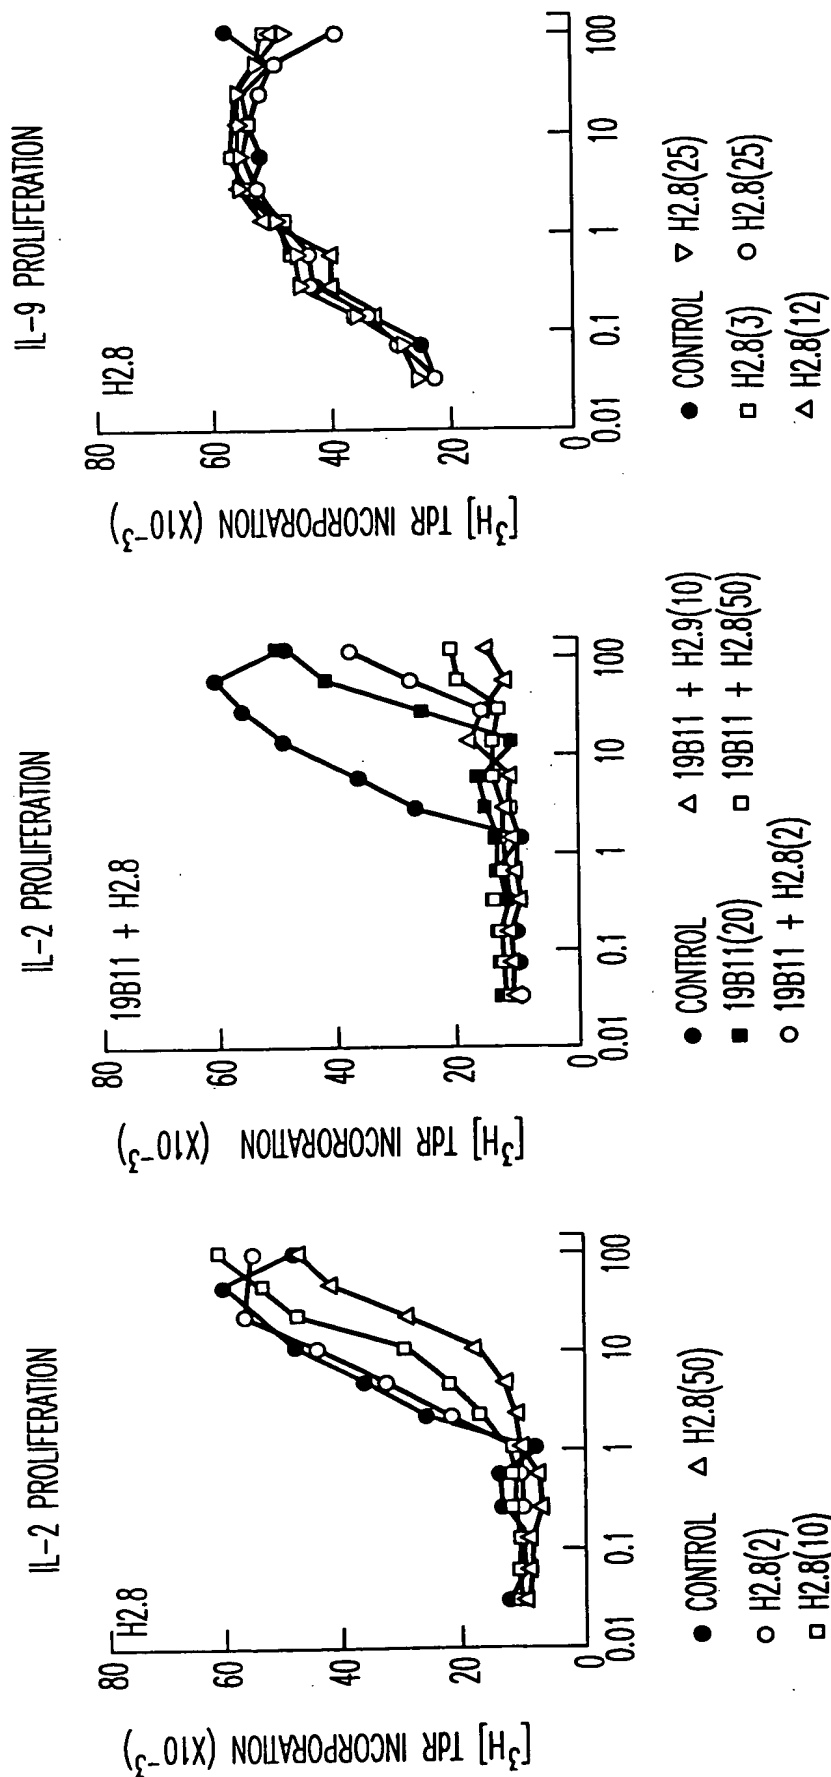 IL-2 PROLIFERATION
H2.8
[³H] TdR INCORPORATION (X10⁻³)
80
60
40
20
0
0.01
0.1
1
10
100
● CONTROL △ H2.8(50)
○ H2.8(2)
□ H2.8(10)
IL-2 PROLIFERATION
19B11 + H2.8
[³H] TdR INCORORATION (X10⁻³)
80
60
40
20
0
0.01
0.1
1
10
100
● CONTROL △ 19B11 + H2.9(10)
■ 19B11(20) □ 19B11 + H2.8(50)
○ 19B11 + H2.8(2)
IL-9 PROLIFERATION
H2.8
[³H] TdR INCORPORATION (X10⁻³)
80
60
40
20
0
0.01
0.1
1
10
100
● CONTROL ▽ H2.8(25)
□ H2.8(3) ○ H2.8(25)
△ H2.8(12)